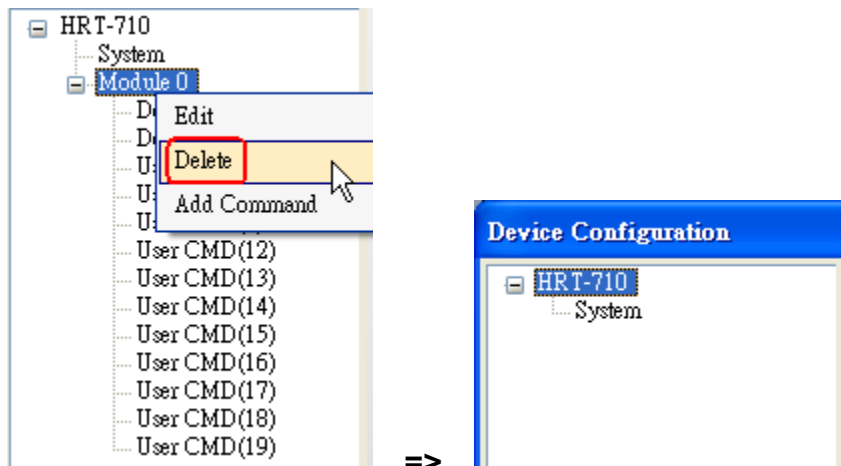 HRT-710
System
Module 0
Edit
Delete
Add Command
User CMD(12)
User CMD(13)
User CMD(14)
User CMD(15)
User CMD(16)
User CMD(17)
User CMD(18)
User CMD(19)
=>
Device Configuration
HRT-710
System